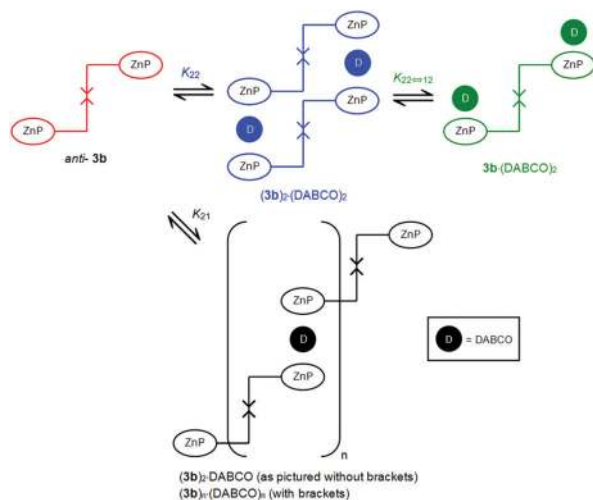 ZnP
ZnP
anti- 3b
K22
ZnP
D
ZnP
ZnP
D
ZnP
(3b)2·(DABCO)2
K22⇔12
D
ZnP
D
ZnP
3b·(DABCO)2
K21
ZnP
ZnP
D
ZnP
ZnP
n
D = DABCO
(3b)2·DABCO (as pictured without brackets)
(3b)n·(DABCO)n (with brackets)